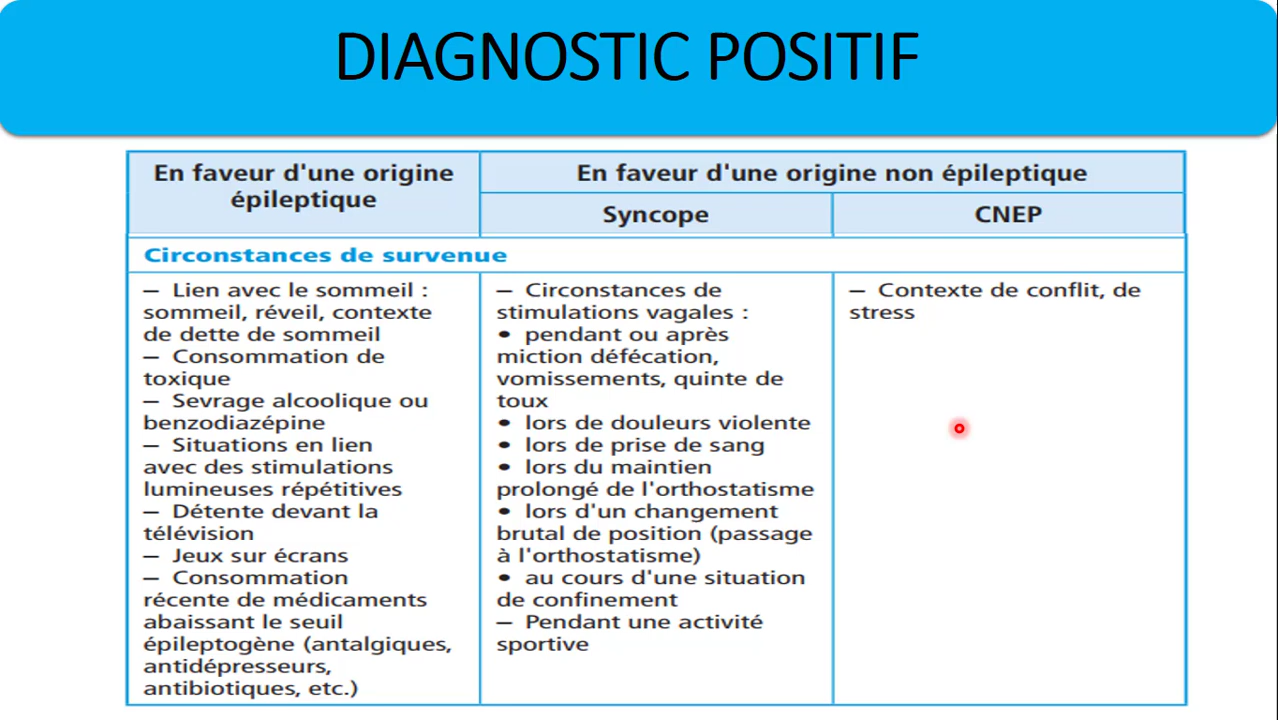 DIAGNOSTIC POSITIF
En faveur d'une origine
épileptique
En faveur d'une origine non épileptique
Syncope
CNEP
Circonstances de survenue
— Lien avec le sommeil :
sommeil, réveil, contexte
de dette de sommeil
— Consommation de
toxique
— Sevrage alcoolique ou
benzodiazépine
— Situations en lien
avec des stimulations
lumineuses répétitives
— Détente devant la
télévision
— Jeux sur écrans
— Consommation
récente de médicaments
abaissant le seuil
épileptogène (antalgiques,
antidépresseurs,
antibiotiques, etc.)
— Circonstances de
stimulations vagales :
• pendant ou après
miction défécation,
vomissements, quinte de
toux
• lors de douleurs violente
• lors de prise de sang
• lors du maintien
prolongé de l'orthostatisme
• lors d'un changement
brutal de position (passage
à l'orthostatisme)
• au cours d'une situation
de confinement
— Pendant une activité
sportive
— Contexte de conflit, de
stress